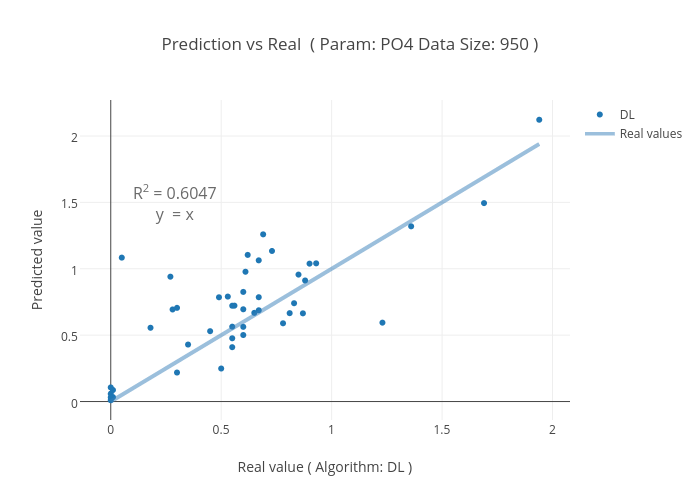 Prediction vs Real  ( Param: PO4 Data Size: 950 )
DL
Real values
R² = 0.6047
y  = x
2
1.5
1
0.5
0
Predicted value
0
0.5
1
1.5
2
Real value ( Algorithm: DL )